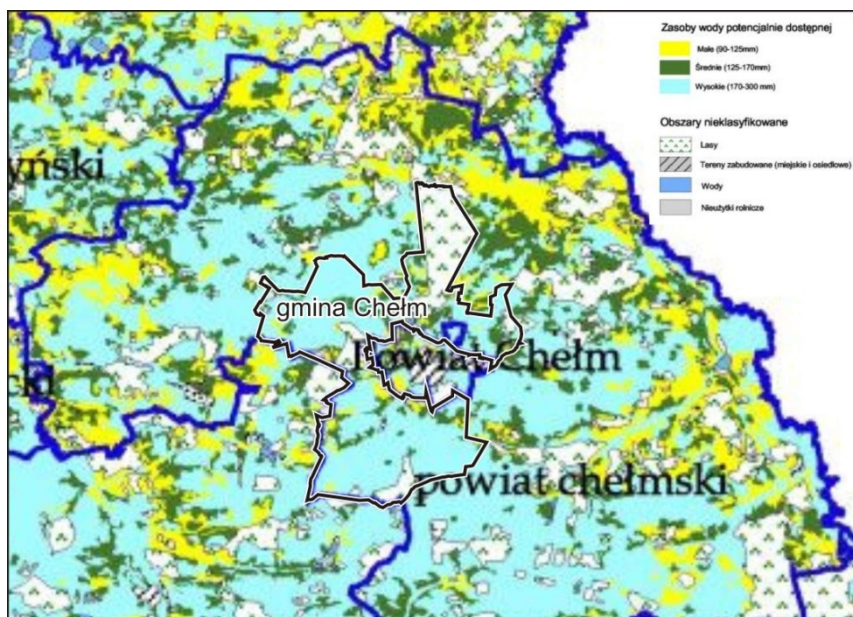 Zasoby wody potencjalnie dostępnej
Małe (90-125mm)
Średnie (125-170mm)
Wysokie (170-300 mm)
Obszary nieklasyfikowane
Lasy
Tereny zabudowane (miejskie i osiedlowe)
Wody
Nieużytki rolnicze
yński
gmina Chełm
Powiat Chełm
cki
powiat chełmski